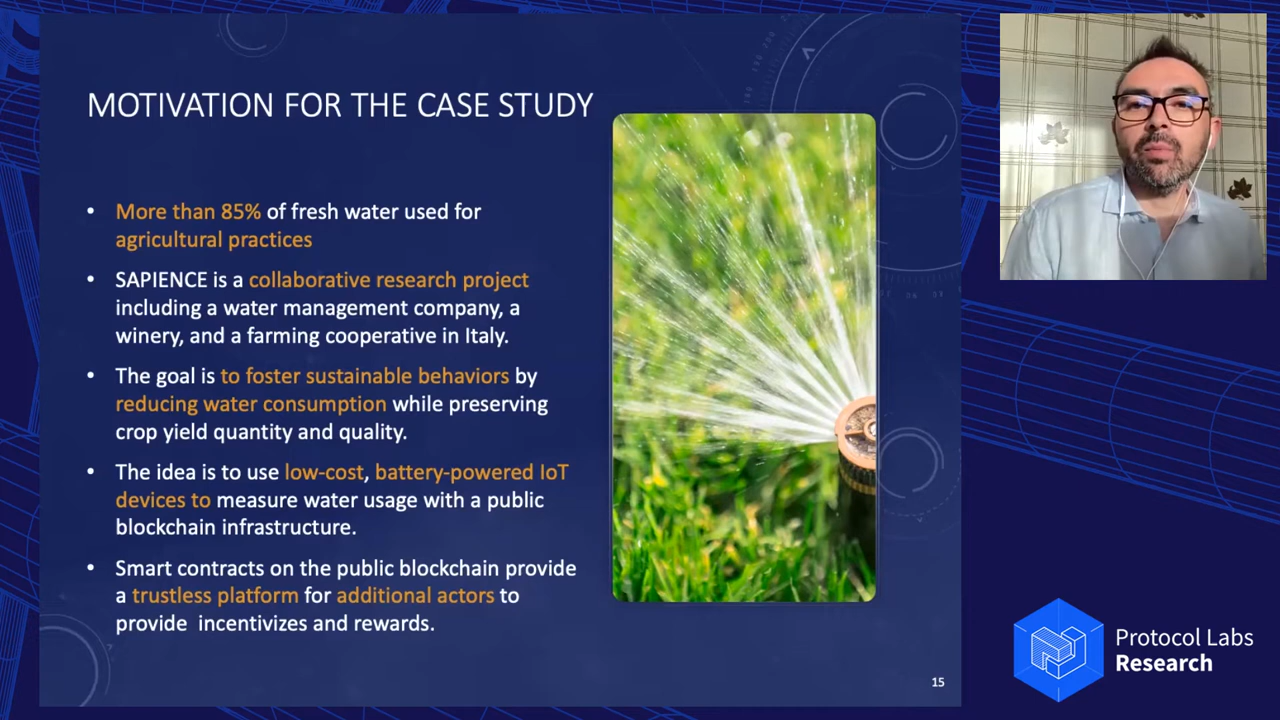 MOTIVATION FOR THE CASE STUDY
• More than 85% of fresh water used for
agricultural practices
• SAPIENCE is a collaborative research project
including a water management company, a
winery, and a farming cooperative in Italy.
• The goal is to foster sustainable behaviors by
reducing water consumption while preserving
crop yield quantity and quality.
• The idea is to use low-cost, battery-powered IoT
devices to measure water usage with a public
blockchain infrastructure.
• Smart contracts on the public blockchain provide
a trustless platform for additional actors to
provide incentivizes and rewards.
15
Protocol Labs
Research